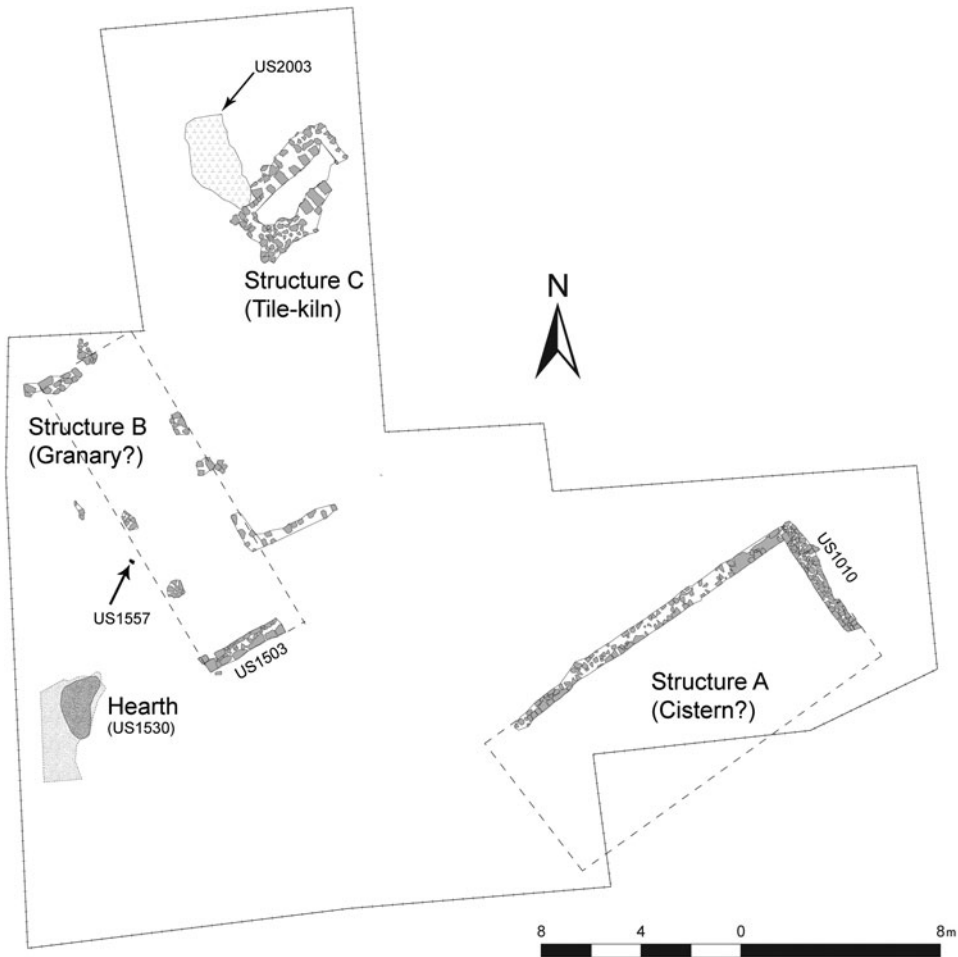 US2003
Structure C
(Tile-kiln)
N
Structure B
(Granary?)
US1557
US1503
Hearth
(US1530)
US1010
Structure A
(Cistern?)
8 4 0 8m